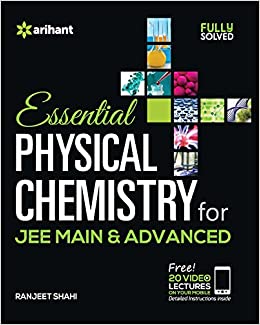 arihant
FULLY
SOLVED
Essential
PHYSICAL
CHEMISTRY for
JEE MAIN & ADVANCED
Free!
20 VIDEO
LECTURES
ON YOUR MOBILE
Detailed Instructions inside
RANJEET SHAHI